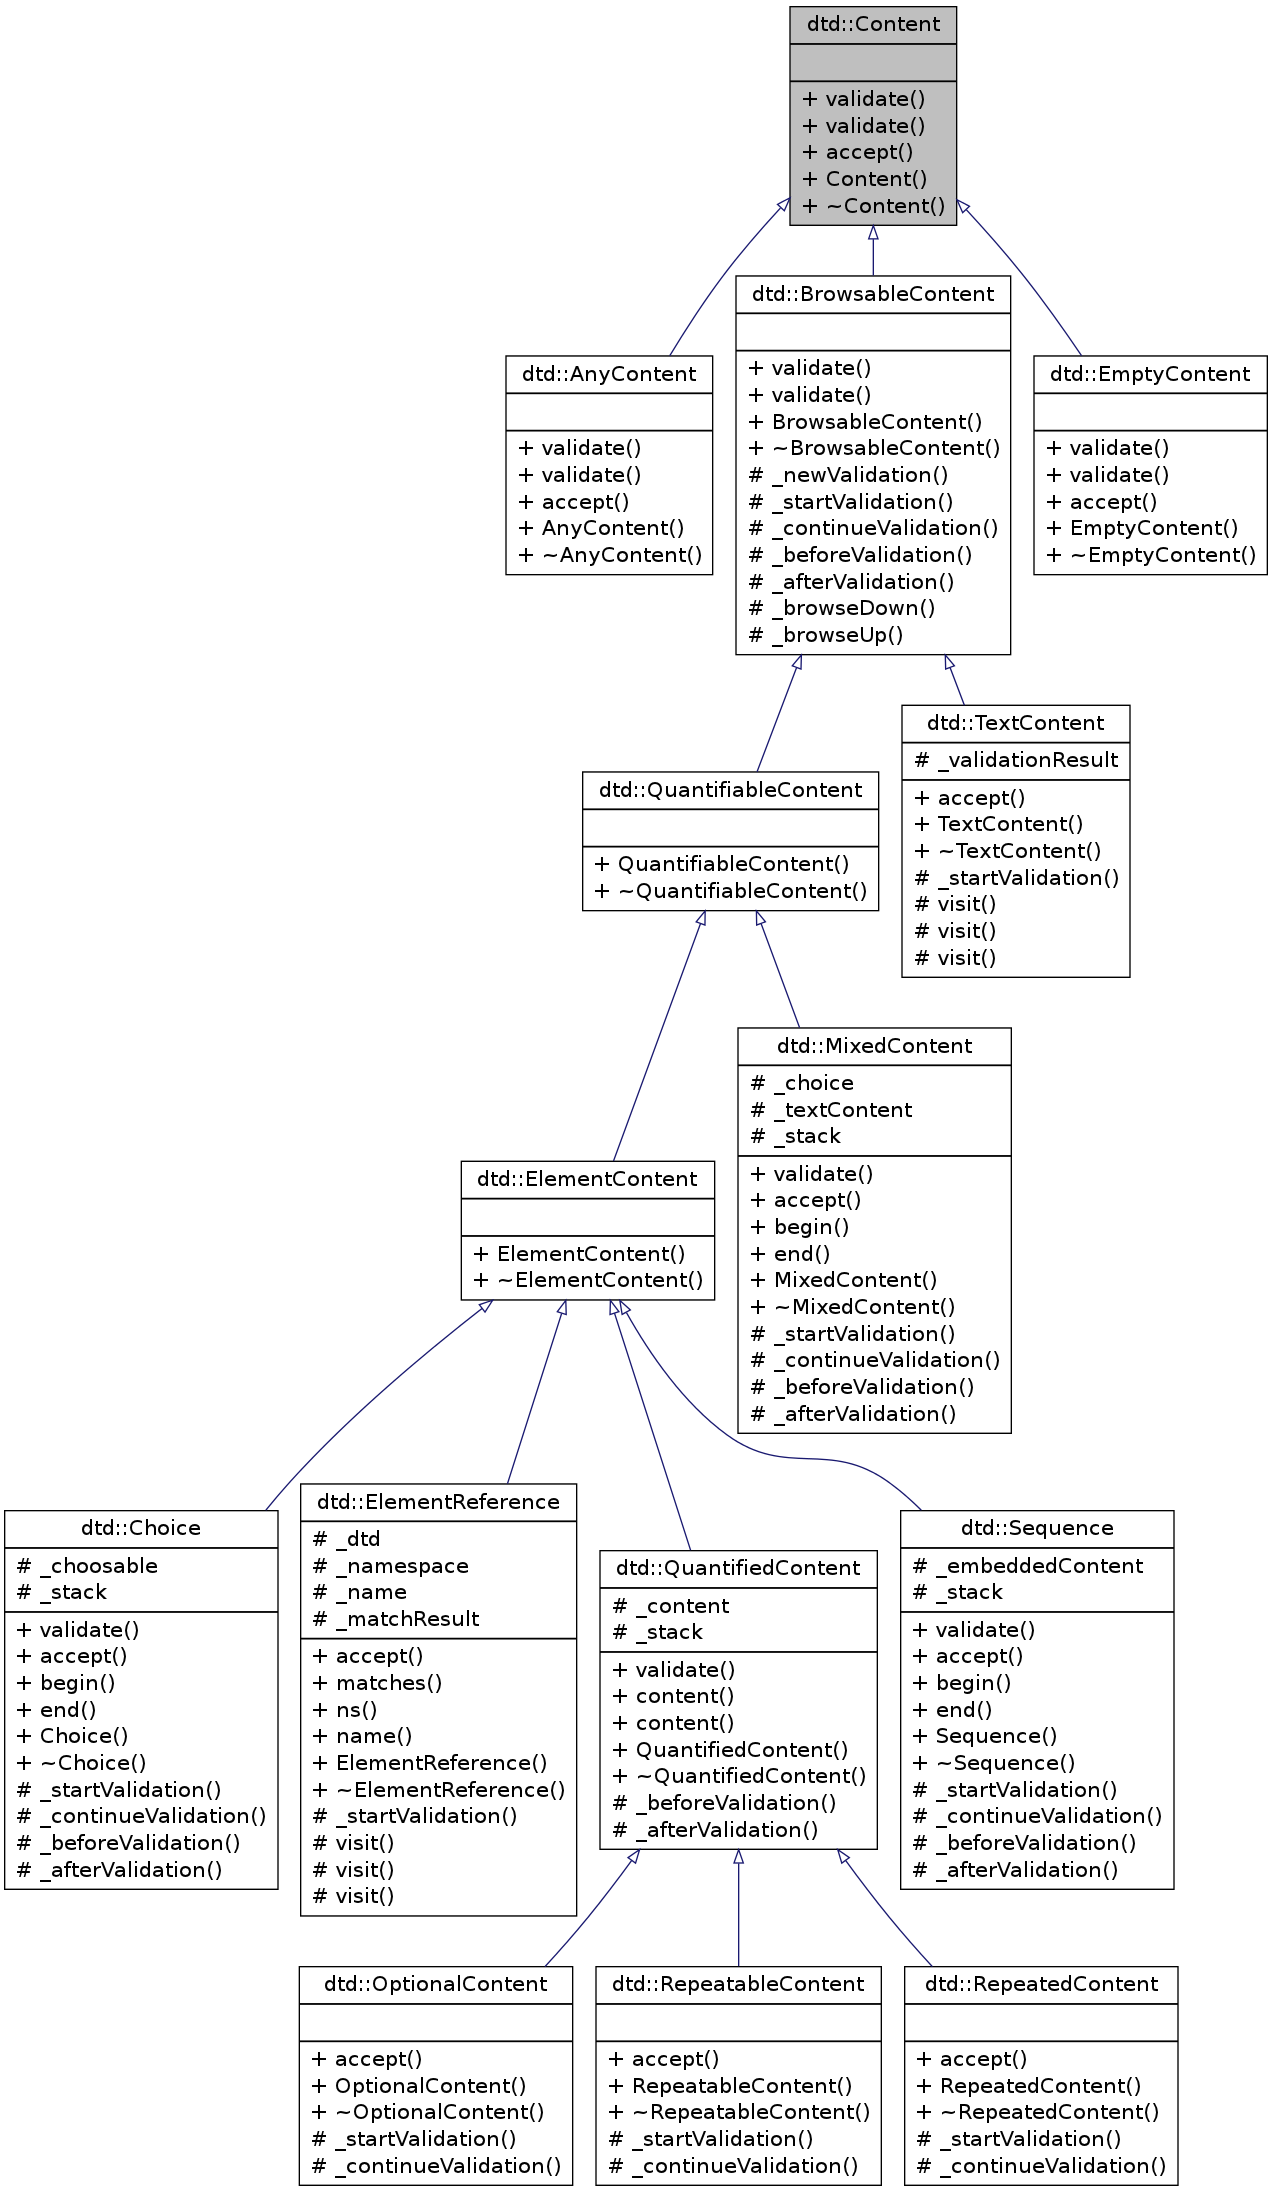 dtd::Content
+ validate()
+ validate()
+ accept()
+ Content()
+ ~Content()
dtd::AnyContent
+ validate()
+ validate()
+ accept()
+ AnyContent()
+ ~AnyContent()
dtd::BrowsableContent
+ validate()
+ validate()
+ BrowsableContent()
+ ~BrowsableContent()
# _newValidation()
# _startValidation()
# _continueValidation()
# _beforeValidation()
# _afterValidation()
# _browseDown()
# _browseUp()
dtd::EmptyContent
+ validate()
+ validate()
+ accept()
+ EmptyContent()
+ ~EmptyContent()
dtd::QuantifiableContent
+ QuantifiableContent()
+ ~QuantifiableContent()
dtd::TextContent
# _validationResult
+ accept()
+ TextContent()
+ ~TextContent()
# _startValidation()
# visit()
# visit()
# visit()
dtd::ElementContent
+ ElementContent()
+ ~ElementContent()
dtd::MixedContent
# _choice
# _textContent
# _stack
+ validate()
+ accept()
+ begin()
+ end()
+ MixedContent()
+ ~MixedContent()
# _startValidation()
# _continueValidation()
# _beforeValidation()
# _afterValidation()
dtd::Choice
# _choosable
# _stack
+ validate()
+ accept()
+ begin()
+ end()
+ Choice()
+ ~Choice()
# _startValidation()
# _continueValidation()
# _beforeValidation()
# _afterValidation()
dtd::ElementReference
# _dtd
# _namespace
# _name
# _matchResult
+ accept()
+ matches()
+ ns()
+ name()
+ ElementReference()
+ ~ElementReference()
# _startValidation()
# visit()
# visit()
# visit()
dtd::QuantifiedContent
# _content
# _stack
+ validate()
+ content()
+ content()
+ QuantifiedContent()
+ ~QuantifiedContent()
# _beforeValidation()
# _afterValidation()
dtd::Sequence
# _embeddedContent
# _stack
+ validate()
+ accept()
+ begin()
+ end()
+ Sequence()
+ ~Sequence()
# _startValidation()
# _continueValidation()
# _beforeValidation()
# _afterValidation()
dtd::OptionalContent
+ accept()
+ OptionalContent()
+ ~OptionalContent()
# _startValidation()
# _continueValidation()
dtd::RepeatableContent
+ accept()
+ RepeatableContent()
+ ~RepeatableContent()
# _startValidation()
# _continueValidation()
dtd::RepeatedContent
+ accept()
+ RepeatedContent()
+ ~RepeatedContent()
# _startValidation()
# _continueValidation()